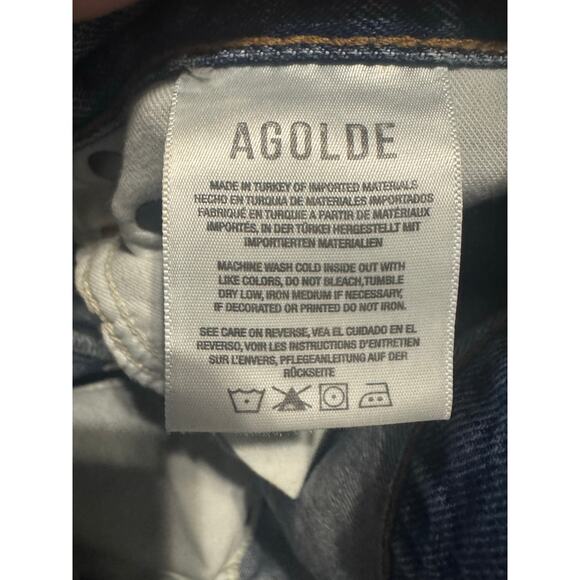 AGOLDE
MADE IN TURKEY OF IMPORTED MATERIALS
HECHO EN TURQUIA DE MATERIALES IMPORTADOS
FABRIQUÉ EN TURQUIE A PARTIR DE MATÉRIAUX
IMPORTÉS, IN DER TÜRKEI HERGESTELLT MIT
IMPORTIERTEN MATERIALIEN
MACHINE WASH COLD INSIDE OUT WITH
LIKE COLORS, DO NOT BLEACH,TUMBLE
DRY LOW, IRON MEDIUM IF NECESSARY,
IF DECORATED OR PRINTED DO NOT IRON.
SEE CARE ON REVERSE, VEA EL CUIDADO EN EL
REVERSO, VOIR LES INSTRUCTIONS D'ENTRETIEN
SUR L'ENVERS, PFLEGEANLEITUNG AUF DER
RÜCKSEITE